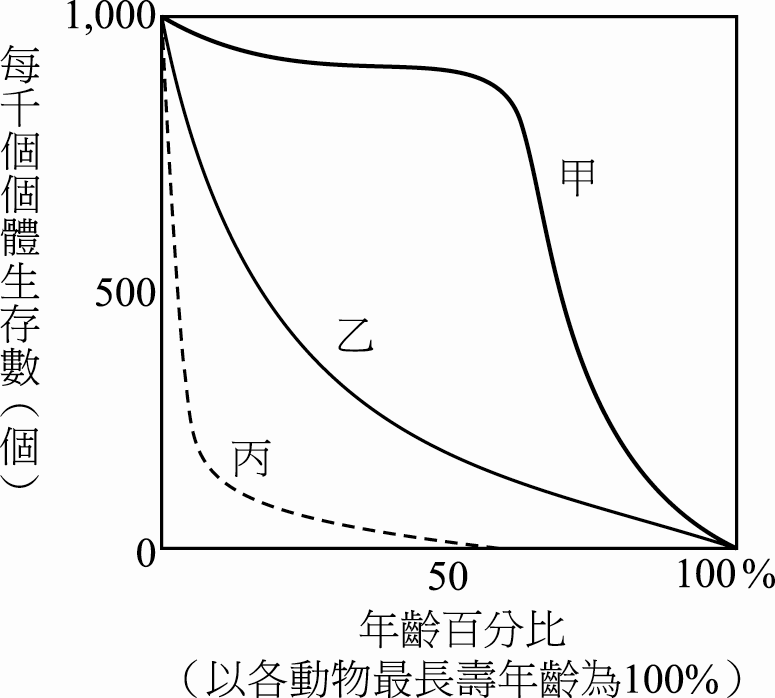 1,000
每千個個體生存數（個）
甲
500
乙
丙
0
50
100%
年齡百分比
（以各動物最長壽年齡為100%）